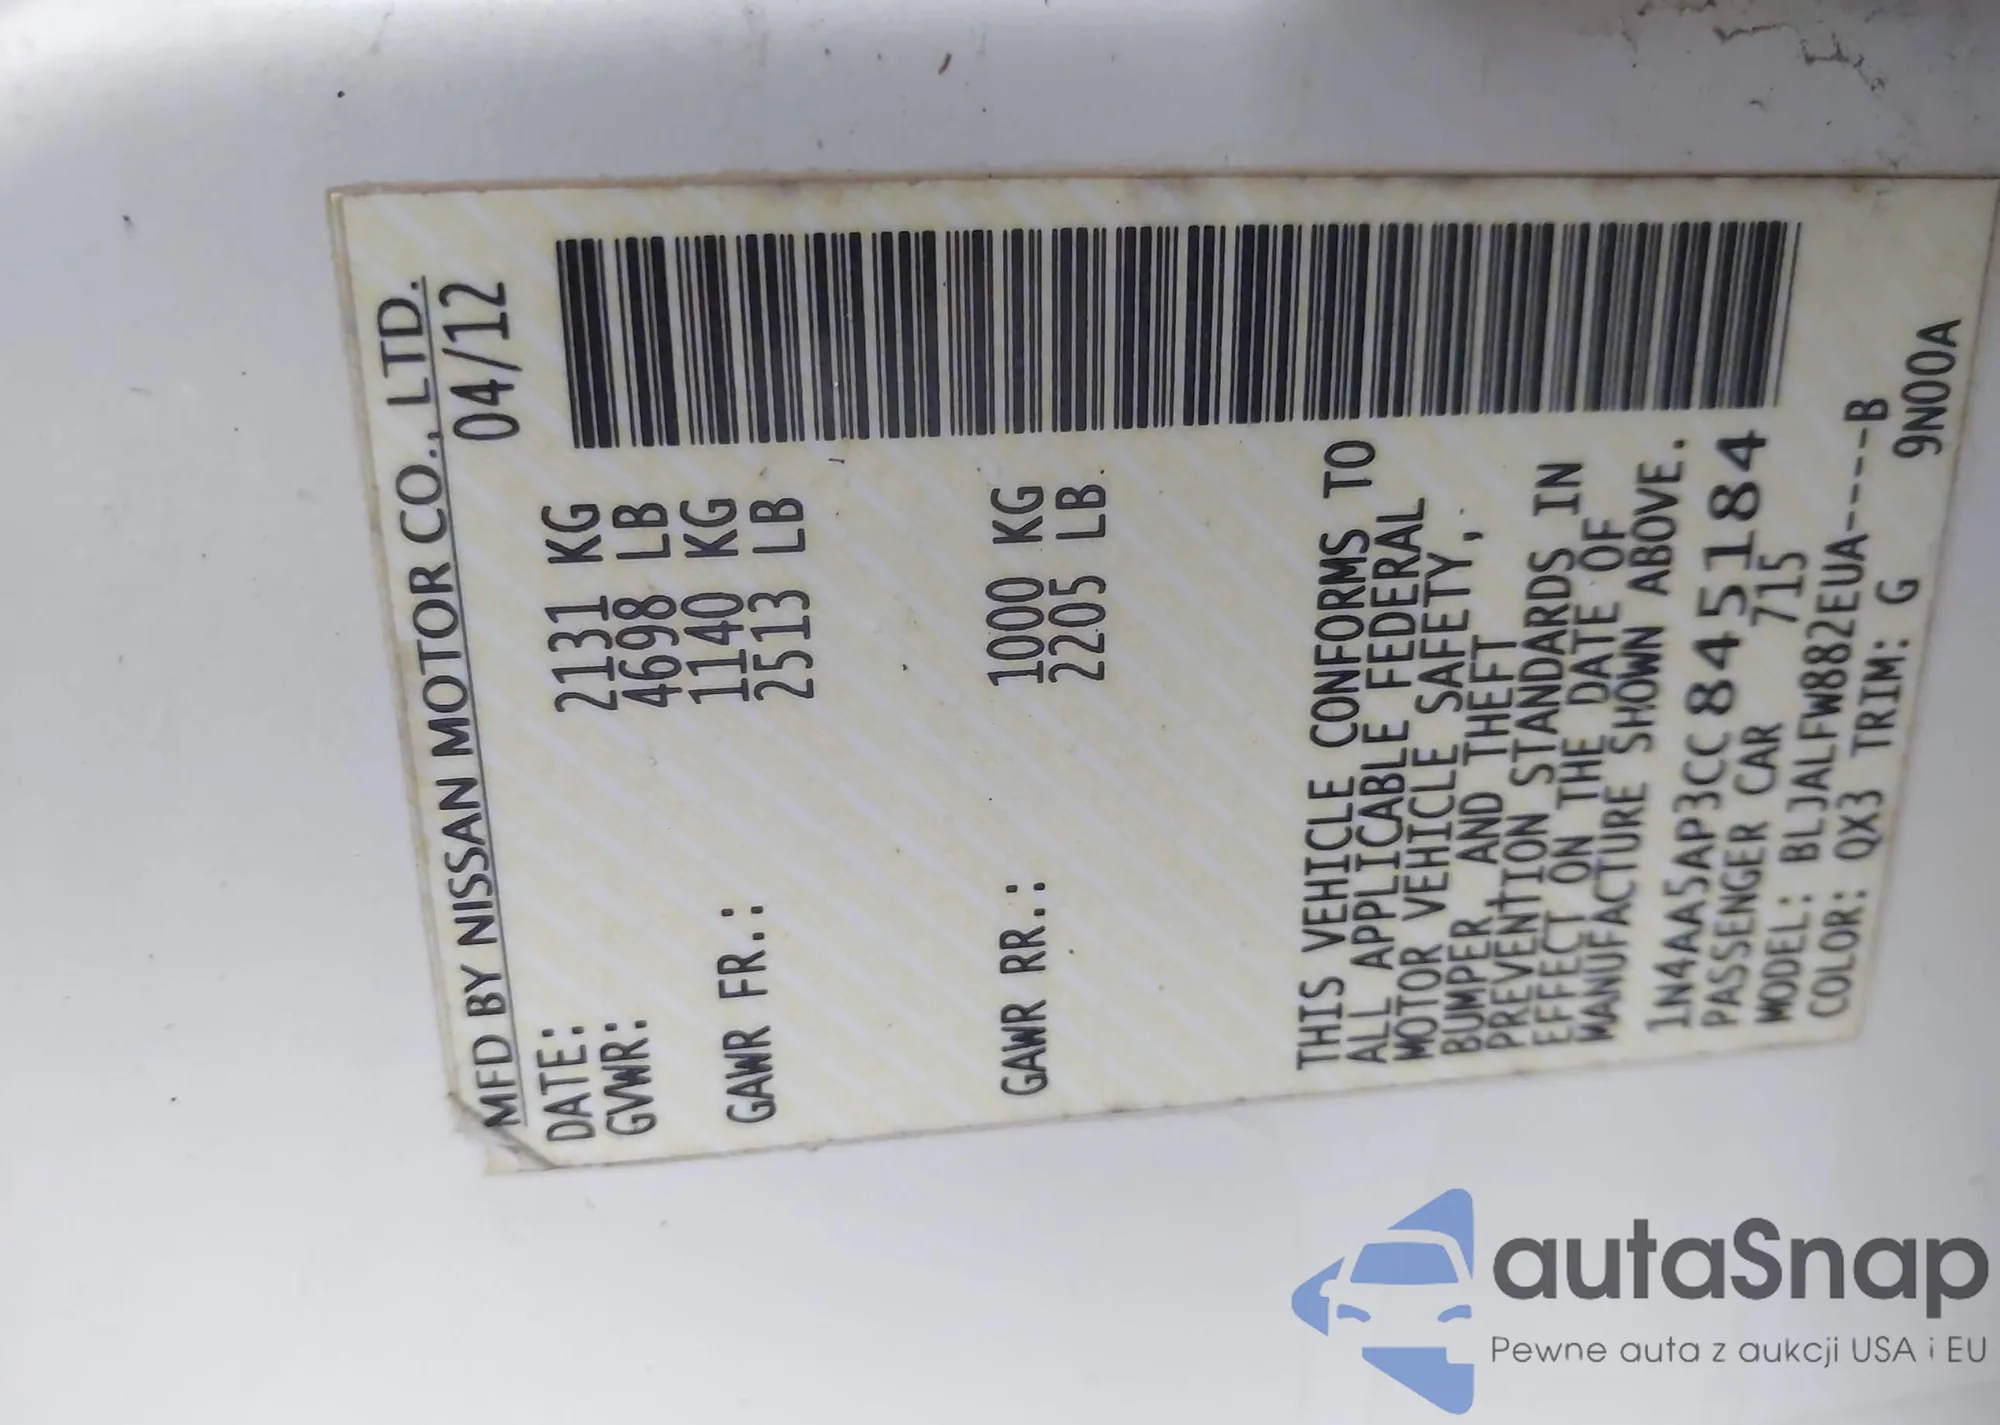 MFD BY NISSAN MOTOR CO., LTD.
DATE: 04/12
GVWR: 2131 KG
4698 LB
GAWR FR.: 1140 KG
2513 LB
GAWR RR.: 1000 KG
2205 LB
THIS VEHICLE CONFORMS TO
ALL APPLICABLE FEDERAL
MOTOR VEHICLE SAFETY,
BUMPER, AND THEFT
PREVENTION STANDARDS IN
EFFECT ON THE DATE OF
MANUFACTURE SHOWN ABOVE.
1N4AA5AP3CC845184
PASSENGER CAR 715
MODEL: BLJALFW882EUA----B
COLOR: QX3 TRIM: G 9N00A
autaSnap
Pewne auta z aukcji USA i EU